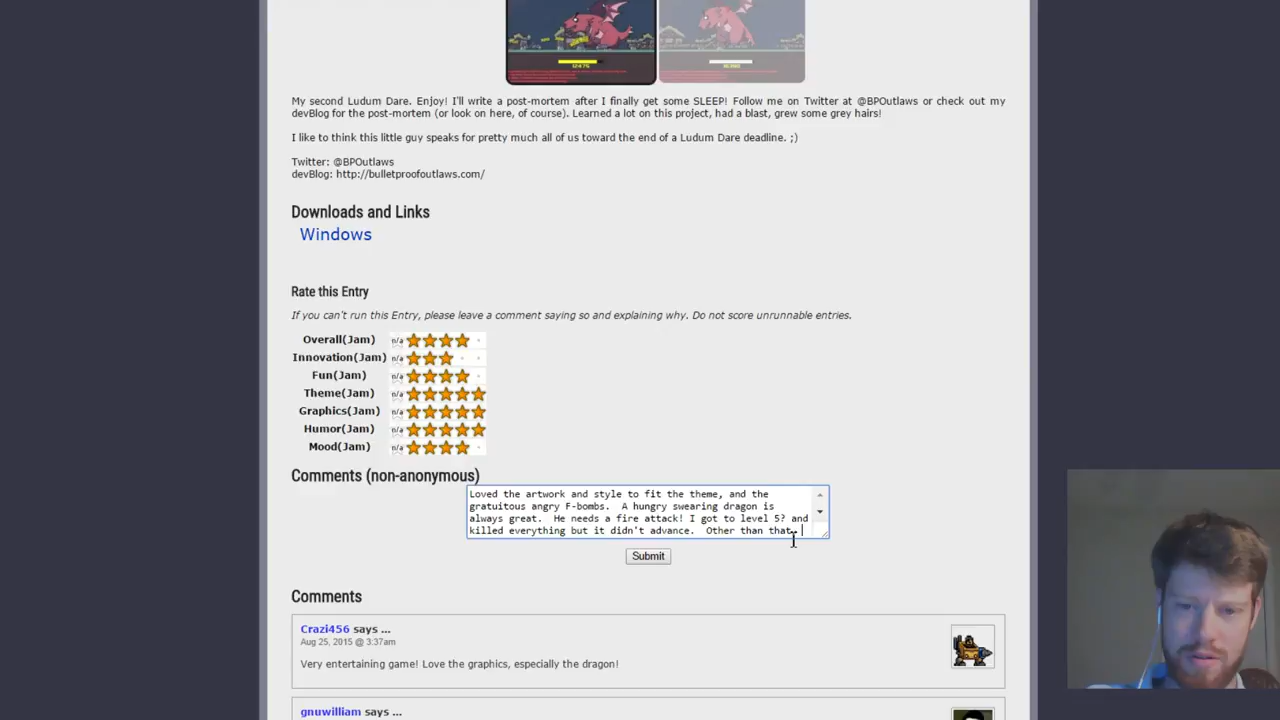 My second Ludum Dare. Enjoy! I'll write a post-mortem after I finally get some SLEEP! Follow me on Twitter at @BPOutlaws or check out my
devBlog for the post-mortem (or look on here, of course). Learned a lot on this project, had a blast, grew some grey hairs!
I like to think this little guy speaks for pretty much all of us toward the end of a Ludum Dare deadline. ;)
Twitter: @BPOutlaws
devBlog: http://bulletproofoutlaws.com/
Downloads and Links
Windows
Rate this Entry
If you can't run this Entry, please leave a comment saying so and explaining why. Do not score unrunnable entries.
Overall(Jam) n/a
Innovation(Jam) n/a
Fun(Jam) n/a
Theme(Jam) n/a
Graphics(Jam) n/a
Humor(Jam) n/a
Mood(Jam) n/a
Comments (non-anonymous)
Loved the artwork and style to fit the theme, and the
gratuitous angry F-bombs. A hungry swearing dragon is
always great. He needs a fire attack! I got to level 5? and
killed everything but it didn't advance. Other than that
Submit
Comments
Crazi456 says ...
Aug 25, 2015 @ 3:37am
Very entertaining game! Love the graphics, especially the dragon!
gnuwilliam says ...